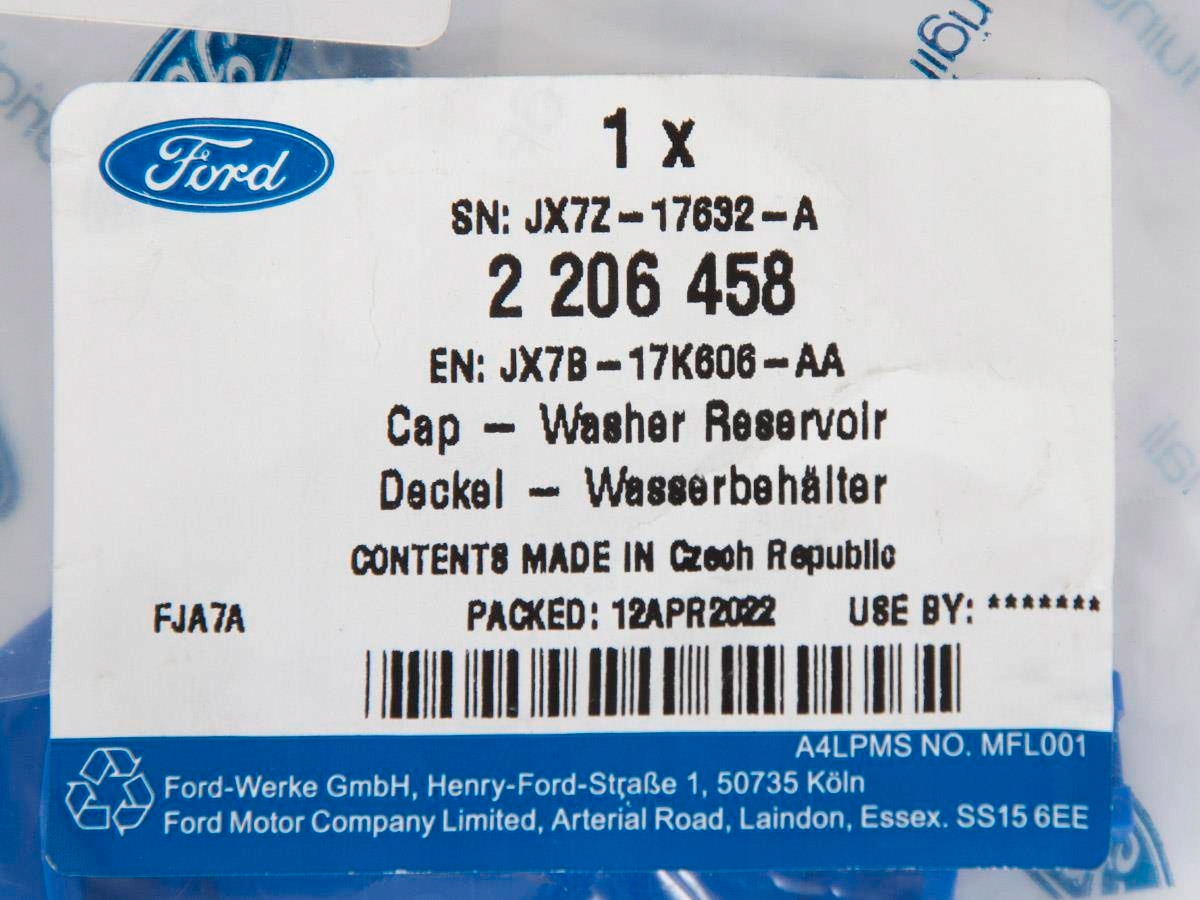 Ford
1 x
SN: JX7Z-17632-A
2 206 458
EN: JX7B-17K606-AA
Cap - Washer Reservoir
Deckel - Wasserbehälter
CONTENTS MADE IN Czech Republic
FJA7A PACKED: 12APR2022 USE BY: *******
A4LPMS NO. MFL001
Ford-Werke GmbH, Henry-Ford-Straße 1, 50735 Köln
Ford Motor Company Limited, Arterial Road, Laindon, Essex. SS15 6EE